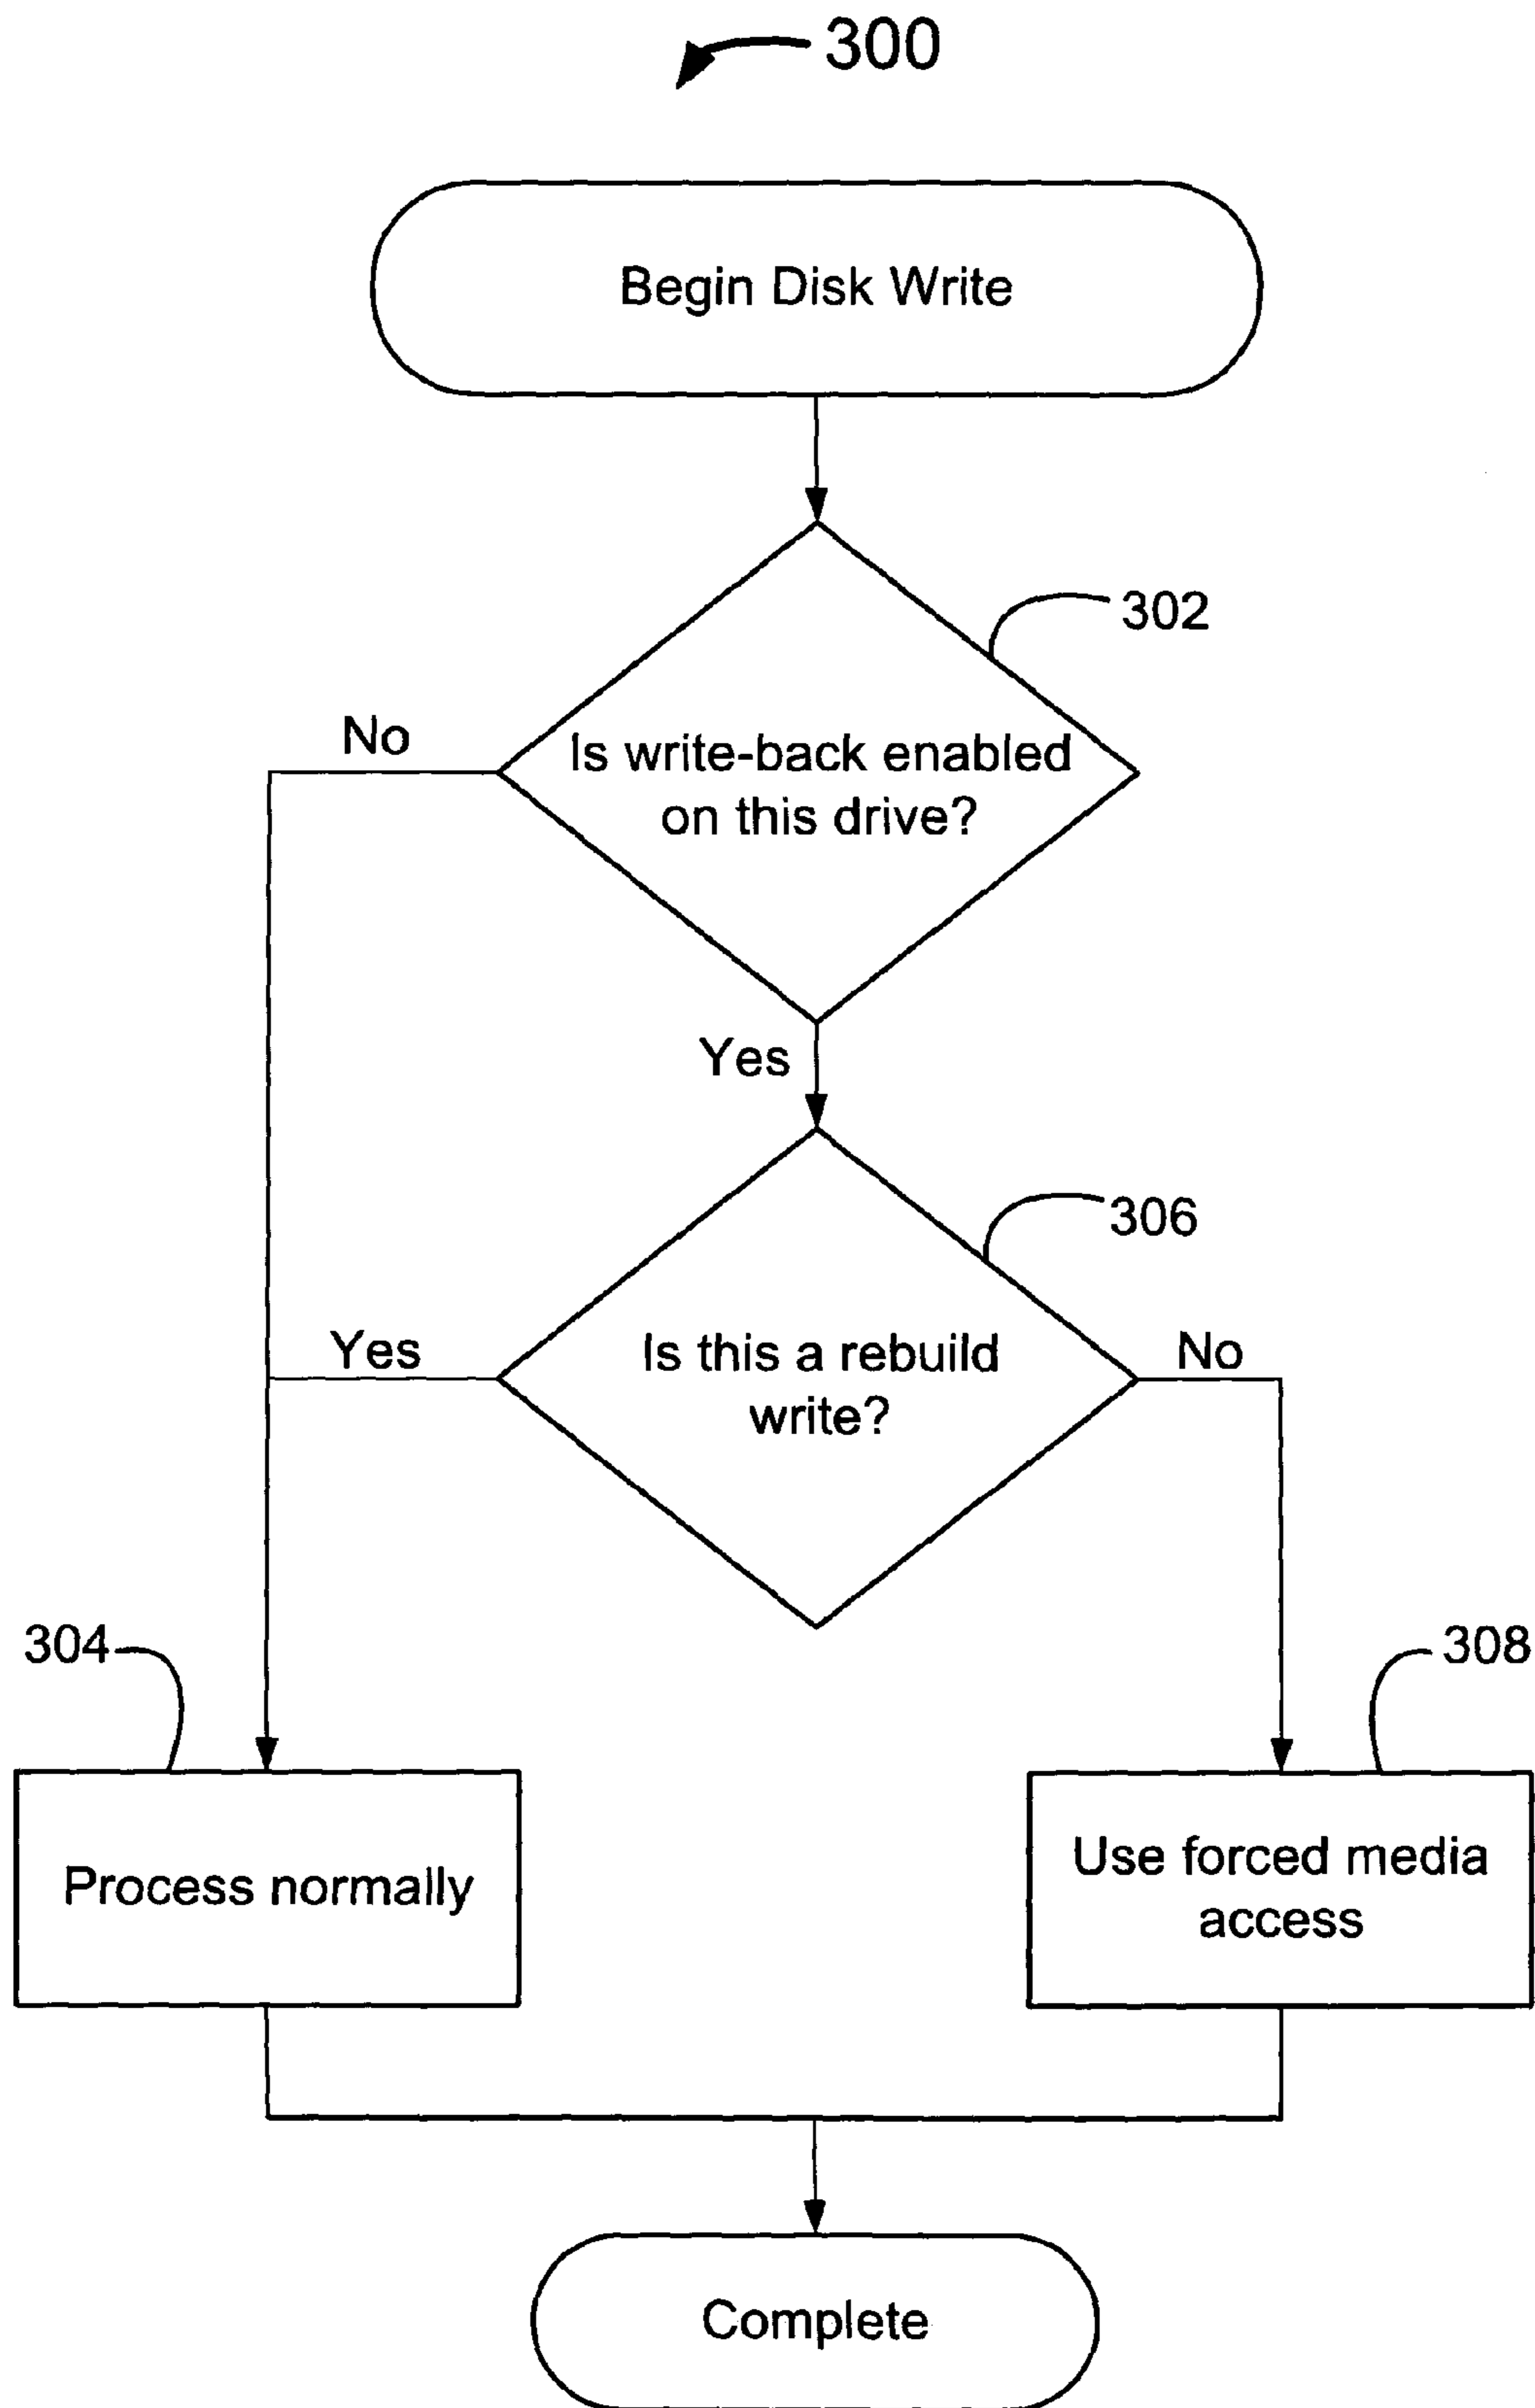 300
Begin Disk Write
302
No
Is write-back enabled
on this drive?
Yes
306
Yes
Is this a rebuild
write?
No
304
308
Process normally
Use forced media
access
Complete